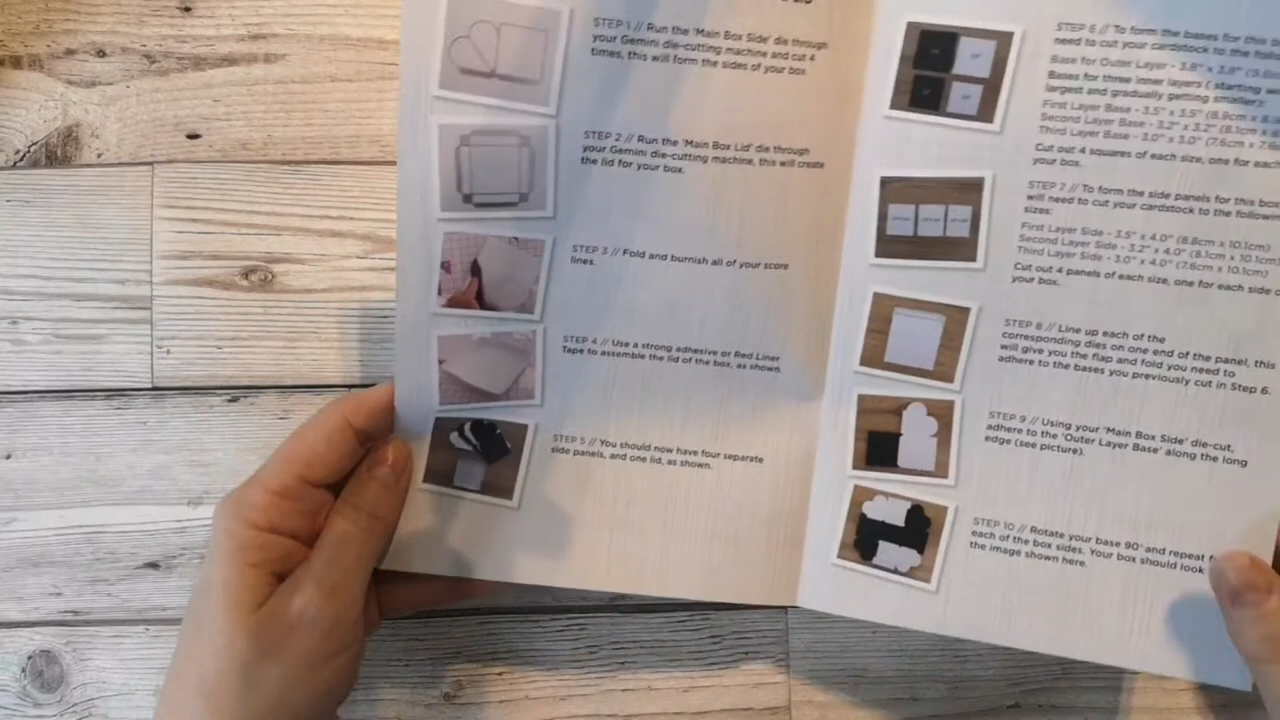 STEP 1 // Run the 'Main Box Side' die through
your Gemini die-cutting machine and cut 4
times, this will form the sides of your box.
STEP 2 // Run the 'Main Box Lid' die through
your Gemini die-cutting machine, this will create
the lid for your box.
STEP 3 // Fold and burnish all of your score
lines.
STEP 4 // Use a strong adhesive or Red Liner
Tape to assemble the lid of the box, as shown.
STEP 5 // You should now have four separate
side panels, and one lid, as shown.
STEP 6 // To form the bases for this
need to cut your cardstock to the
Base for Outer Layer - 3.8" x 3.8"
Bases for three inner layers ( starting
largest and gradually getting smaller):
First Layer Base - 3.5" x 3.5" (8.9cm x
Second Layer Base - 3.2" x 3.2" (8.1cm x
Third Layer Base - 3.0" x 3.0" (7.6cm x
Cut out 4 squares of each size, one for each
your box.
STEP 7 // To form the side panels for this box
will need to cut your cardstock to the
sizes:
First Layer Side - 3.5" x 4.0" (8.8cm x 10.1cm)
Second Layer Side - 3.2" x 4.0" (8.1cm x 10.1cm)
Third Layer Side - 3.0" x 4.0" (7.6cm x 10.1cm)
Cut out 4 panels of each size, one for each side
your box.
STEP 8 // Line up each of the
corresponding dies on one end of the panel, this
will give you the flap and fold you need to
adhere to the bases you previously cut in Step 6.
STEP 9 // Using your 'Main Box Side' die-cut,
adhere to the 'Outer Layer Base' along the long
edge (see picture).
STEP 10 // Rotate your base 90° and repeat
each of the box sides. Your box should look
the image shown here.